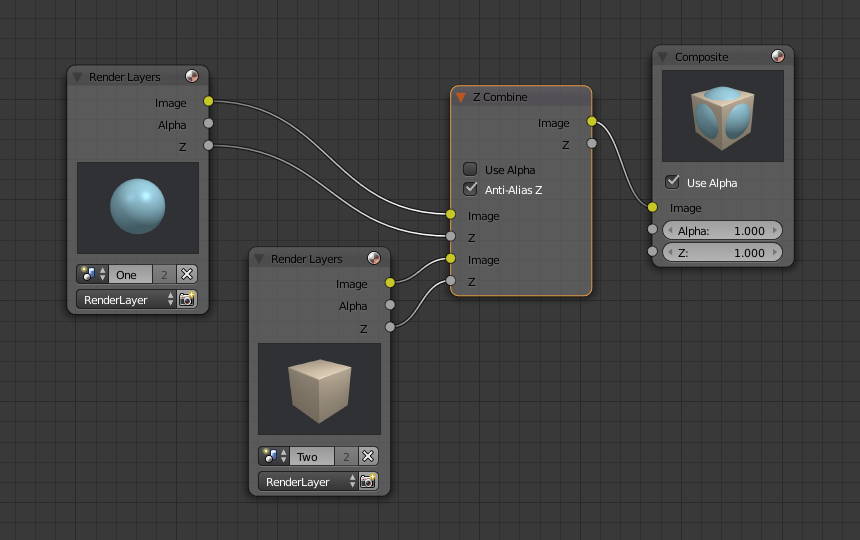 Render Layers
Image
Alpha
Z
One
2
RenderLayer
Render Layers
Image
Alpha
Z
Two
2
RenderLayer
Z Combine
Image
Z
Use Alpha
Anti-Alias Z
Image
Z
Image
Z
Composite
Use Alpha
Image
Alpha: 1.000
Z: 1.000